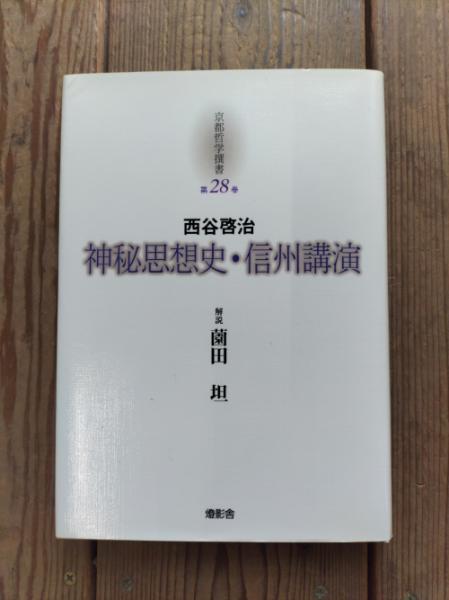 京都哲学撰書
第28巻
西谷啓治
神秘思想史・信州講演
解説
薗田 坦
燈影舎